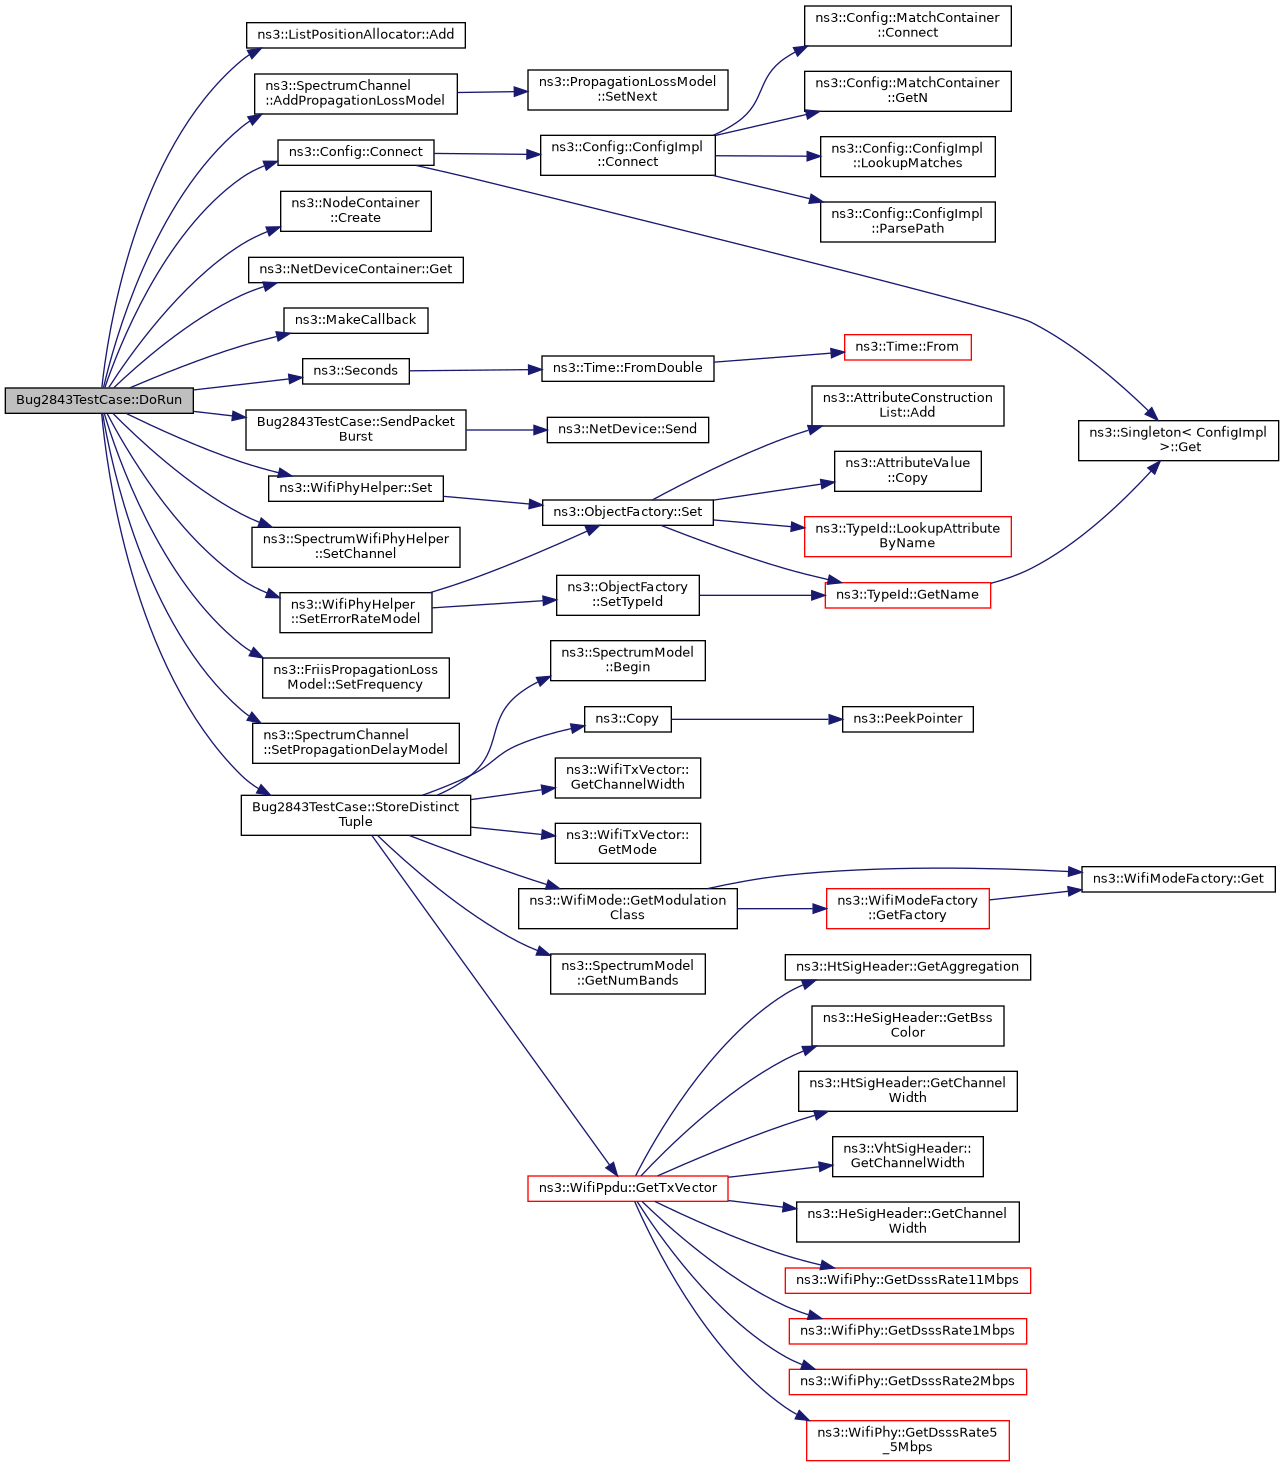 Bug2843TestCase::DoRun
ns3::ListPositionAllocator::Add
ns3::SpectrumChannel
::AddPropagationLossModel
ns3::PropagationLossModel
::SetNext
ns3::Config::Connect
ns3::Config::ConfigImpl
::Connect
ns3::Config::MatchContainer
::Connect
ns3::Config::MatchContainer
::GetN
ns3::Config::ConfigImpl
::LookupMatches
ns3::Config::ConfigImpl
::ParsePath
ns3::Singleton< ConfigImpl
>::Get
ns3::NodeContainer
::Create
ns3::NetDeviceContainer::Get
ns3::MakeCallback
ns3::Seconds
ns3::Time::FromDouble
ns3::Time::From
Bug2843TestCase::SendPacket
Burst
ns3::NetDevice::Send
ns3::WifiPhyHelper::Set
ns3::ObjectFactory::Set
ns3::AttributeConstruction
List::Add
ns3::AttributeValue
::Copy
ns3::TypeId::LookupAttribute
ByName
ns3::TypeId::GetName
ns3::SpectrumWifiPhyHelper
::SetChannel
ns3::WifiPhyHelper
::SetErrorRateModel
ns3::ObjectFactory
::SetTypeId
ns3::FriisPropagationLoss
Model::SetFrequency
ns3::SpectrumChannel
::SetPropagationDelayModel
Bug2843TestCase::StoreDistinct
Tuple
ns3::SpectrumModel
::Begin
ns3::Copy
ns3::PeekPointer
ns3::WifiTxVector::
GetChannelWidth
ns3::WifiTxVector::
GetMode
ns3::WifiMode::GetModulation
Class
ns3::WifiModeFactory
::GetFactory
ns3::WifiModeFactory::Get
ns3::SpectrumModel
::GetNumBands
ns3::WifiPpdu::GetTxVector
ns3::HtSigHeader::GetAggregation
ns3::HeSigHeader::GetBss
Color
ns3::HtSigHeader::GetChannel
Width
ns3::VhtSigHeader::
GetChannelWidth
ns3::HeSigHeader::GetChannel
Width
ns3::WifiPhy::GetDsssRate11Mbps
ns3::WifiPhy::GetDsssRate1Mbps
ns3::WifiPhy::GetDsssRate2Mbps
ns3::WifiPhy::GetDsssRate5
_5Mbps